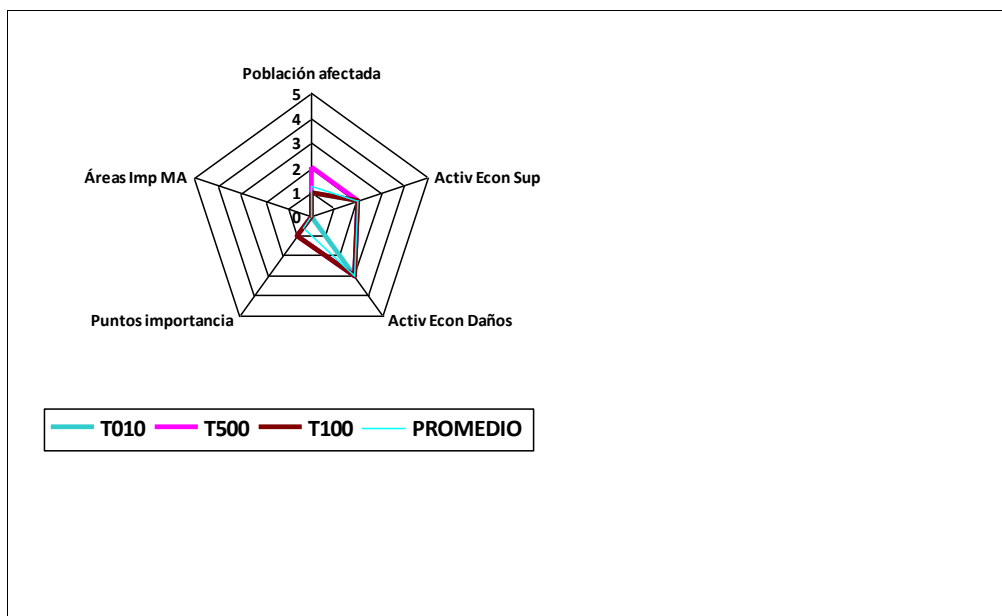 Población afectada
5
4
3
2
1
0
Áreas Imp MA
Activ Econ Sup
Puntos importancia
Activ Econ Daños
T010 T500 T100 PROMEDIO